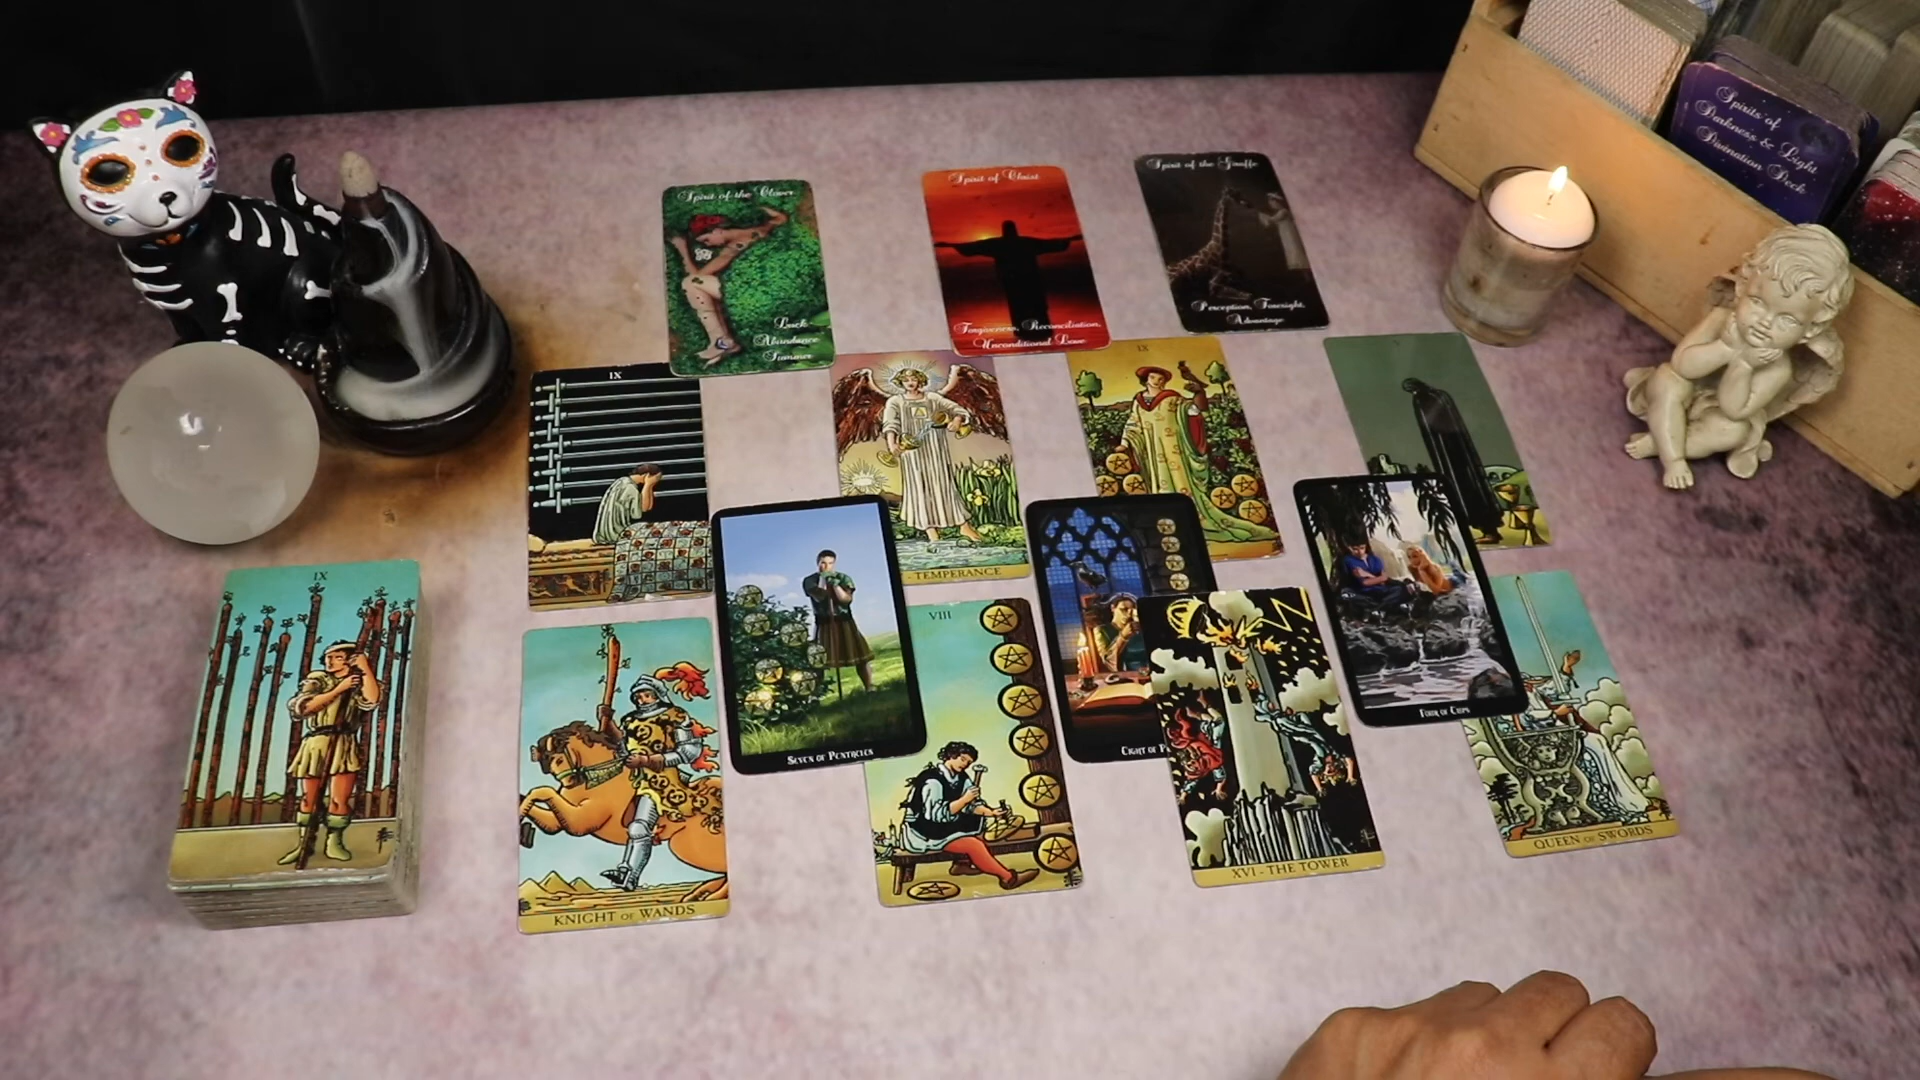 Spirit of the Clover
Luck
Abundance
Summer
Spirit of Christ
Forgiveness, Reconciliation,
Unconditional Love
Spirit of the Giraffe
Perception, Foresight,
Advantage
Spirits of
Darkness & Light
Divination Deck
IX
TEMPERANCE
IX
V
IX
KNIGHT OF WANDS
SEVEN OF PENTACLES
VIII
EIGHT OF P
XVI - THE TOWER
FOUR OF CUPS
QUEEN OF SWORDS